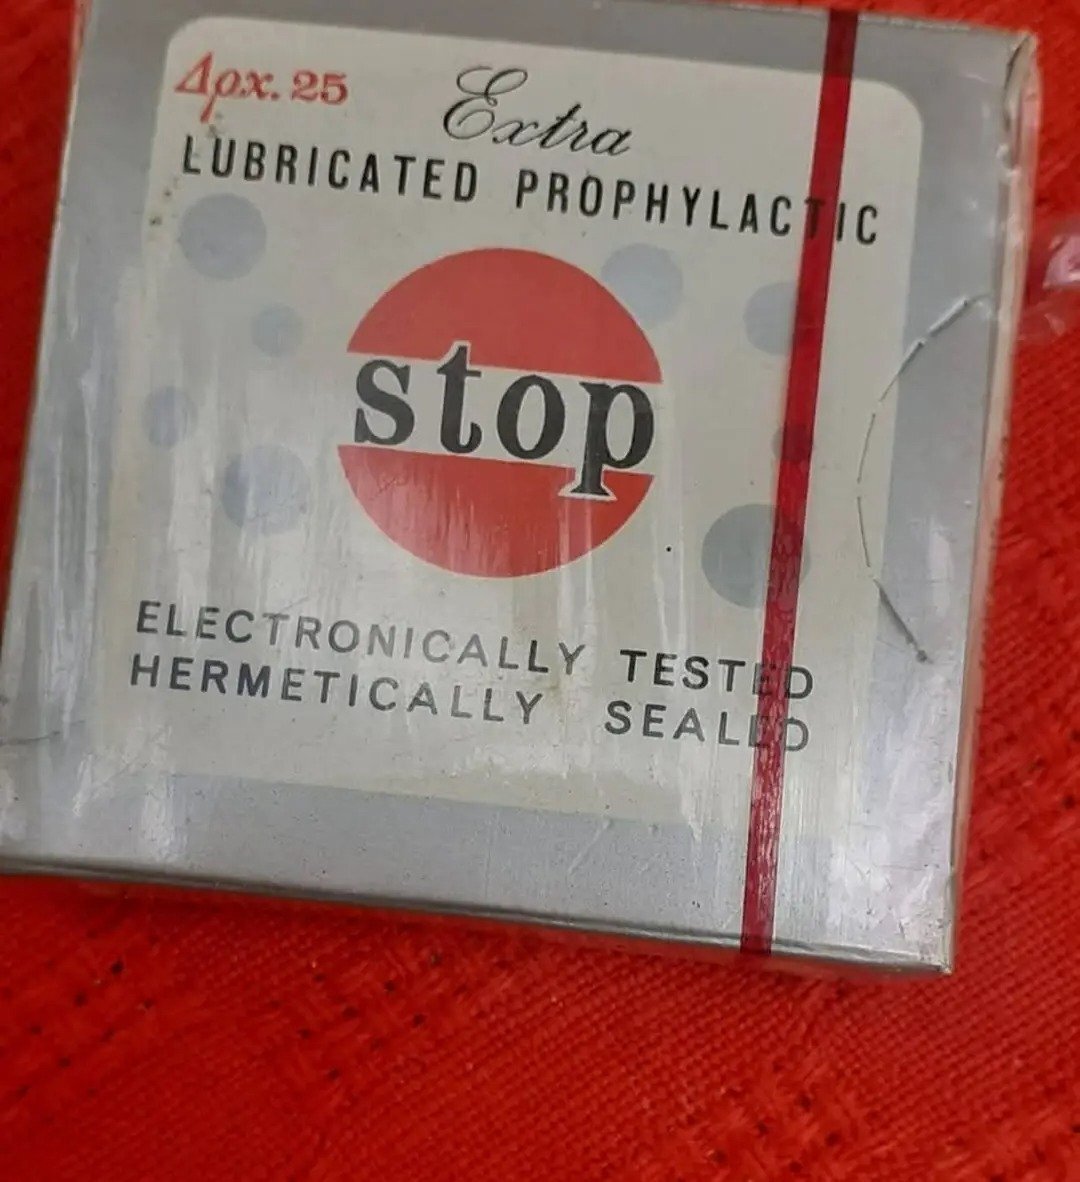 Δρχ. 25
Extra
LUBRICATED PROPHYLACTIC
stop
ELECTRONICALLY TESTED
HERMETICALLY SEALED